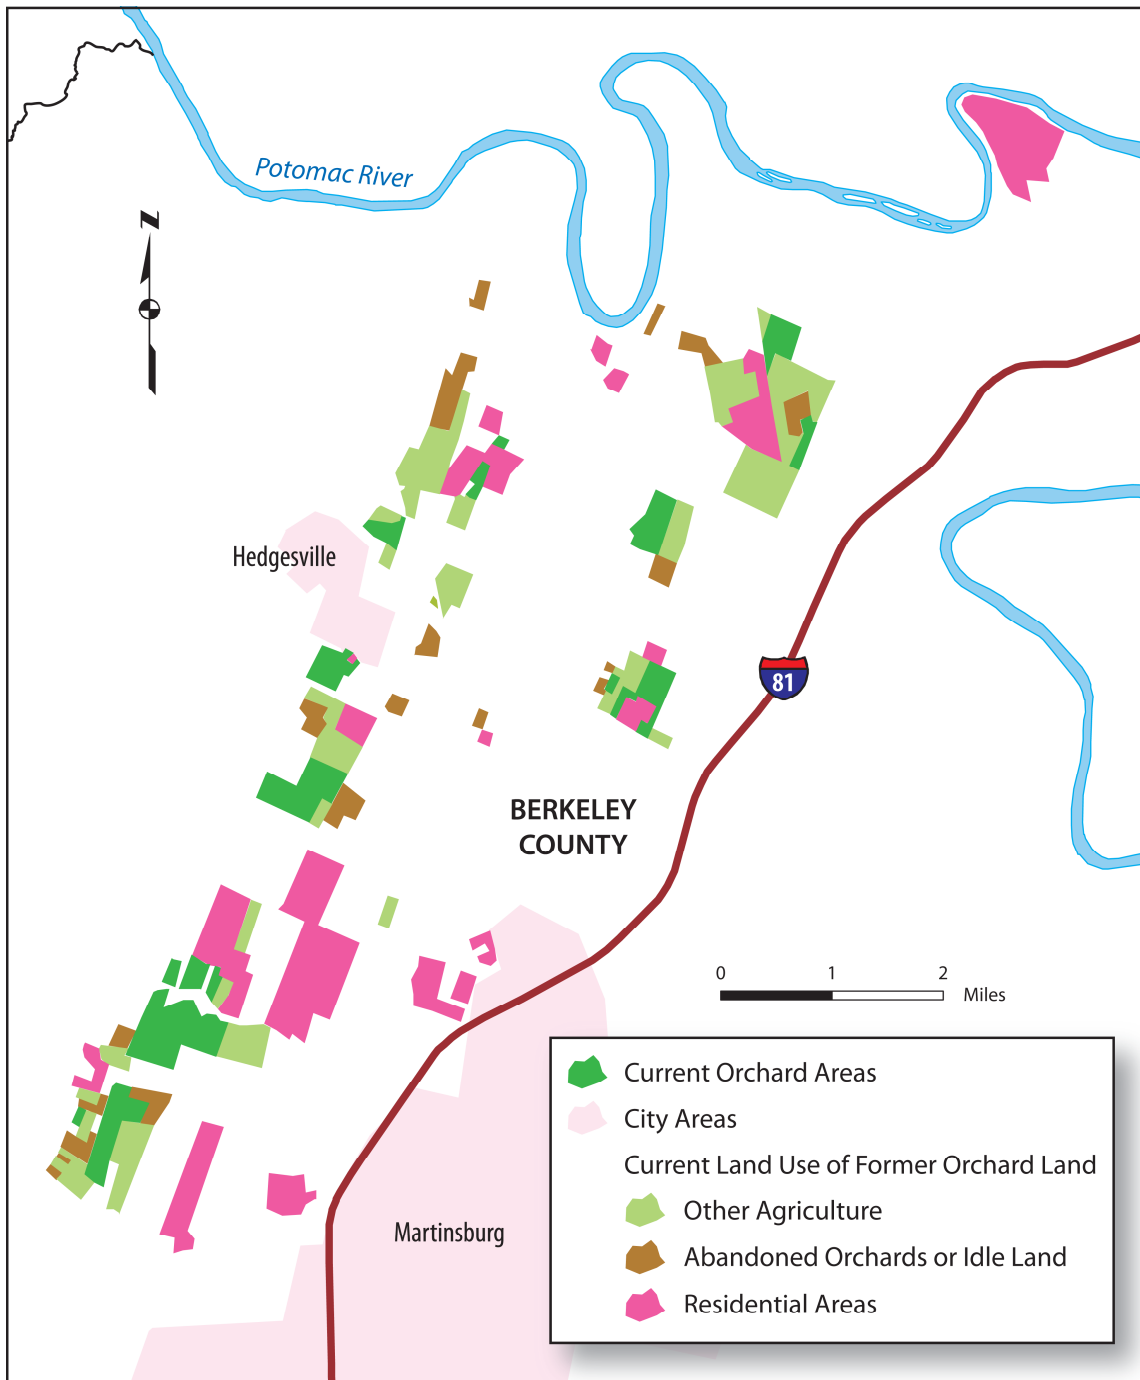 Potomac River
N
Hedgesville
81
BERKELEY
COUNTY
0 1 2
Miles
Current Orchard Areas
City Areas
Current Land Use of Former Orchard Land
Other Agriculture
Abandoned Orchards or Idle Land
Residential Areas
Martinsburg